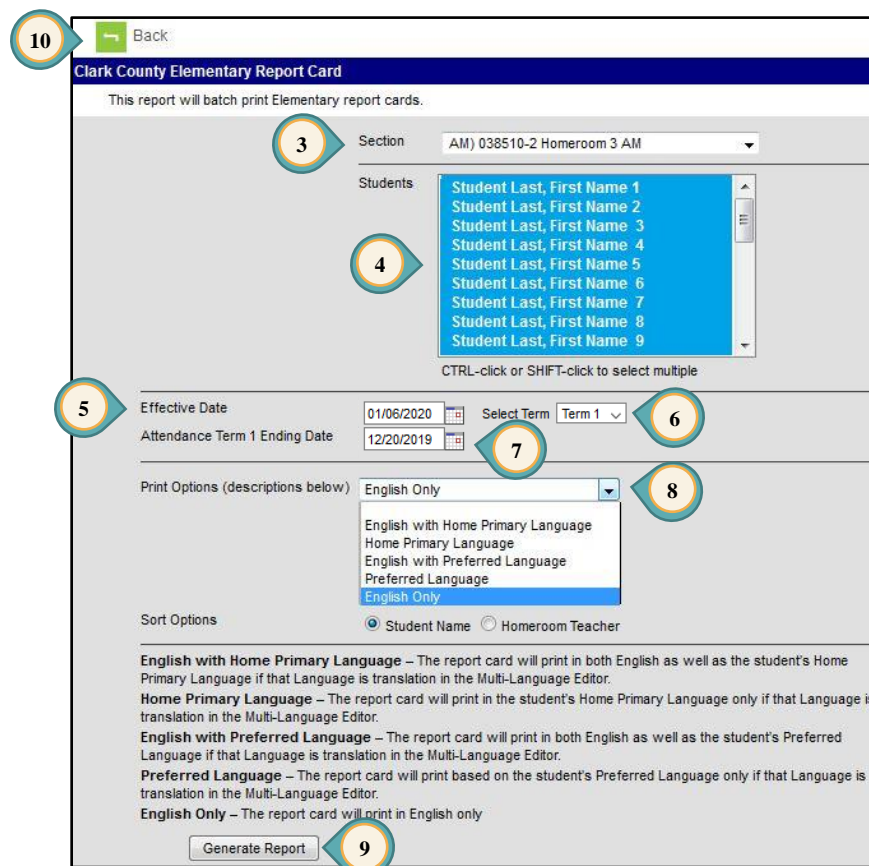 10 Back
Clark County Elementary Report Card
This report will batch print Elementary report cards.
3 Section AM) 038510-2 Homeroom 3 AM
Students
Student Last, First Name 1
Student Last, First Name 2
Student Last, First Name 3
Student Last, First Name 4
4
Student Last, First Name 5
Student Last, First Name 6
Student Last, First Name 7
Student Last, First Name 8
Student Last, First Name 9
CTRL-click or SHIFT-click to select multiple
5 Effective Date 01/06/2020 Select Term Term 1 6
Attendance Term 1 Ending Date 12/20/2019 7
Print Options (descriptions below) English Only 8
English with Home Primary Language
Home Primary Language
English with Preferred Language
Preferred Language
English Only
Sort Options Student Name Homeroom Teacher
English with Home Primary Language – The report card will print in both English as well as the student's Home
Primary Language if that Language is translation in the Multi-Language Editor.
Home Primary Language – The report card will print in the student's Home Primary Language only if that Language is
translation in the Multi-Language Editor.
English with Preferred Language – The report card will print in both English as well as the student's Preferred
Language if that Language is translation in the Multi-Language Editor.
Preferred Language – The report card will print based on the student's Preferred Language only if that Language is
translation in the Multi-Language Editor.
English Only – The report card will print in English only
Generate Report 9